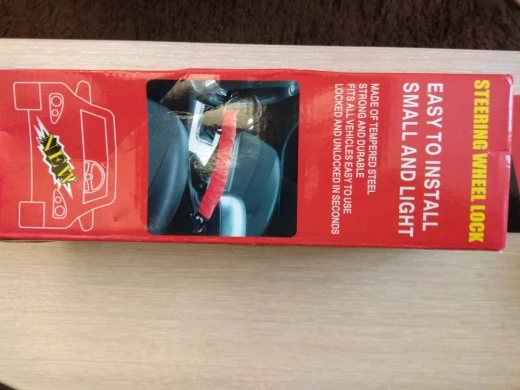 STEERING WHEEL LOCK
EASY TO INSTALL
SMALL AND LIGHT
MADE OF TEMPERED STEEL
STRONG AND DURABLE
FITS ALL VEHICLES EASY TO USE
LOCKED AND UNLOCKED IN SECONDS
NEW